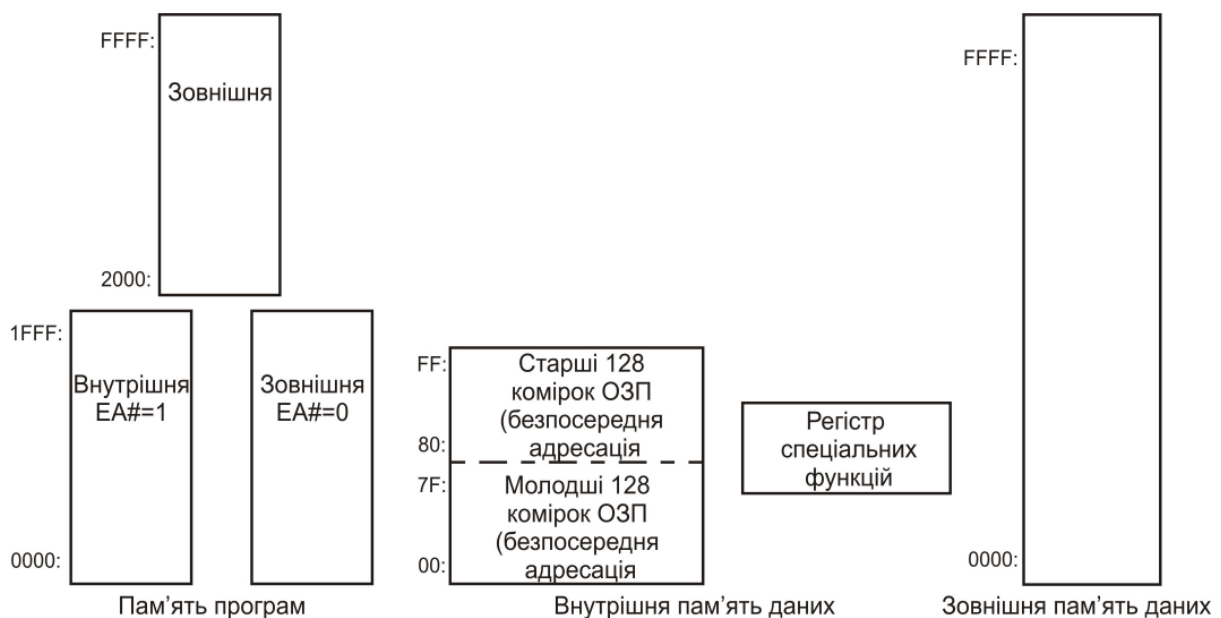 FFFF:
Зовнішня
2000:
1FFF:
Внутрішня
EA#=1
0000:
Зовнішня
EA#=0
Пам’ять програм
FF:
Старші 128
комірок ОЗП
(безпосередня
адресація
80:
7F:
Молодші 128
комірок ОЗП
(безпосередня
адресація
00:
Регістр
спеціальних
функцій
Внутрішня пам’ять даних
FFFF:
0000:
Зовнішня пам’ять даних